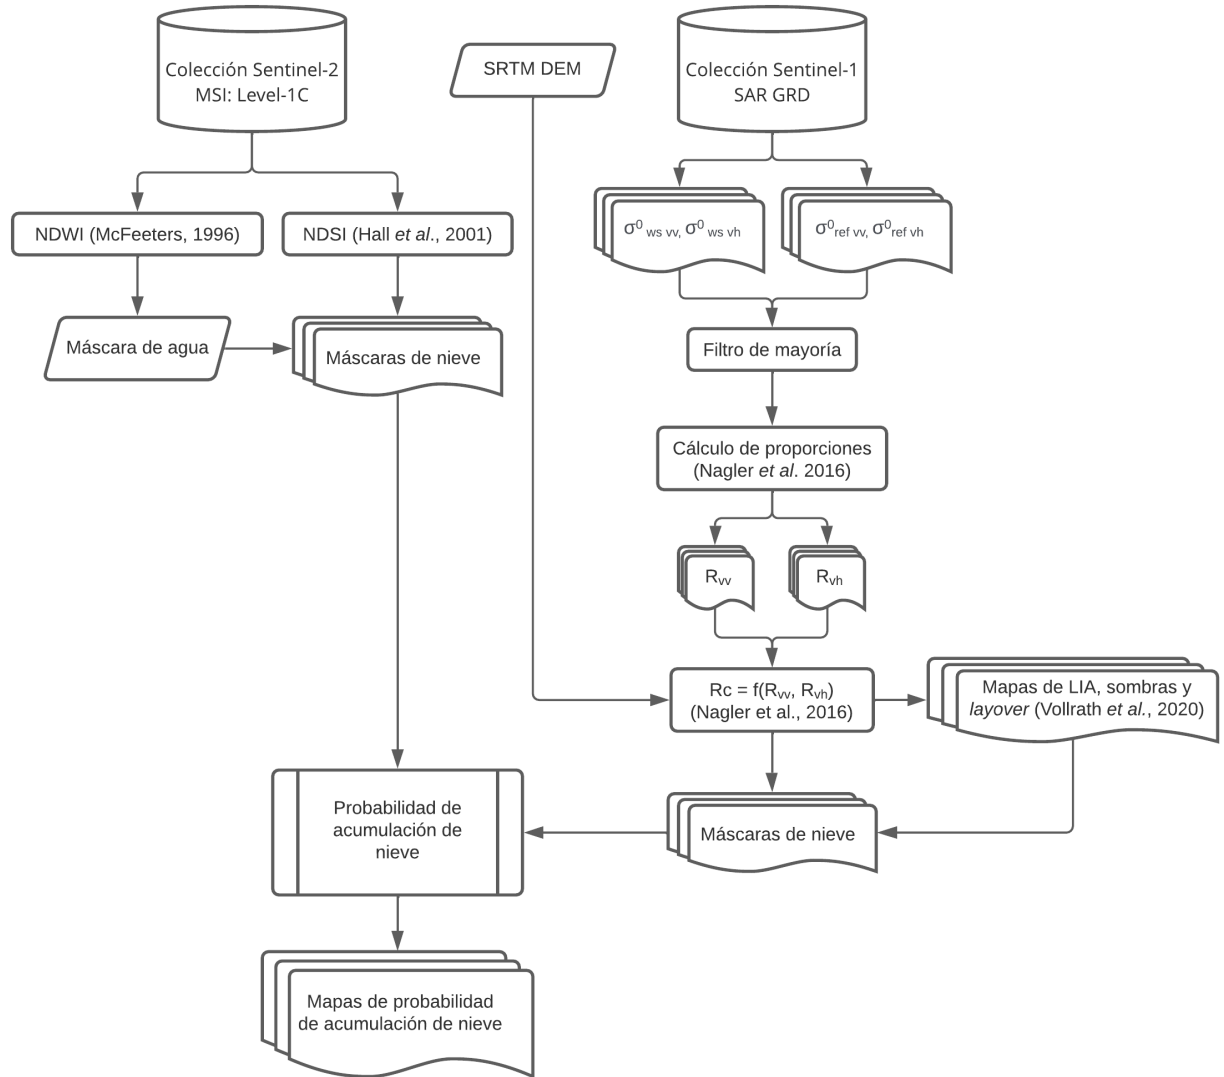 Colección Sentinel-2
MSI: Level-1C
SRTM DEM
Colección Sentinel-1
SAR GRD
NDWI (McFeeters, 1996)
NDSI (Hall et al., 2001)
σ⁰ ws vv, σ⁰ ws vh
σ⁰ref vv, σ⁰ref vh
Máscara de agua
Máscaras de nieve
Filtro de mayoría
Cálculo de proporciones
(Nagler et al. 2016)
Rvv
Rvh
Rc = f(Rvv, Rvh)
(Nagler et al., 2016)
Mapas de LIA, sombras y
layover (Vollrath et al., 2020)
Probabilidad de
acumulación de
nieve
Máscaras de nieve
Mapas de probabilidad
de acumulación de nieve